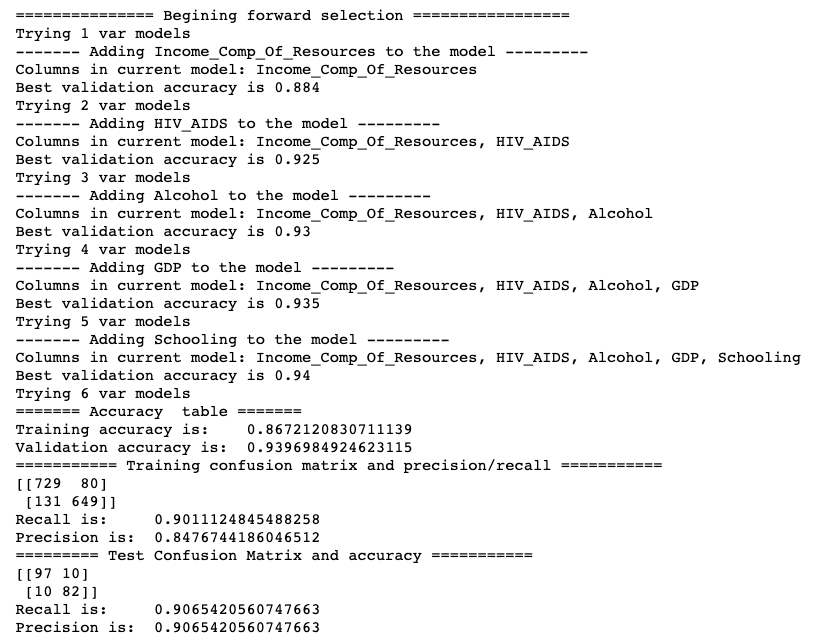 =============== Begining forward selection =================
Trying 1 var models
------- Adding Income_Comp_Of_Resources to the model ---------
Columns in current model: Income_Comp_Of_Resources
Best validation accuracy is 0.884
Trying 2 var models
------- Adding HIV_AIDS to the model ---------
Columns in current model: Income_Comp_Of_Resources, HIV_AIDS
Best validation accuracy is 0.925
Trying 3 var models
------- Adding Alcohol to the model ---------
Columns in current model: Income_Comp_Of_Resources, HIV_AIDS, Alcohol
Best validation accuracy is 0.93
Trying 4 var models
------- Adding GDP to the model ---------
Columns in current model: Income_Comp_Of_Resources, HIV_AIDS, Alcohol, GDP
Best validation accuracy is 0.935
Trying 5 var models
------- Adding Schooling to the model ---------
Columns in current model: Income_Comp_Of_Resources, HIV_AIDS, Alcohol, GDP, Schooling
Best validation accuracy is 0.94
Trying 6 var models
======= Accuracy  table =======
Training accuracy is:    0.8672120830711139
Validation accuracy is:  0.9396984924623115
=========== Training confusion matrix and precision/recall ===========
[[729  80]
 [131 649]]
Recall is:     0.9011124845488258
Precision is:  0.8476744186046512
========= Test Confusion Matrix and accuracy ===========
[[97 10]
 [10 82]]
Recall is:     0.9065420560747663
Precision is:  0.9065420560747663